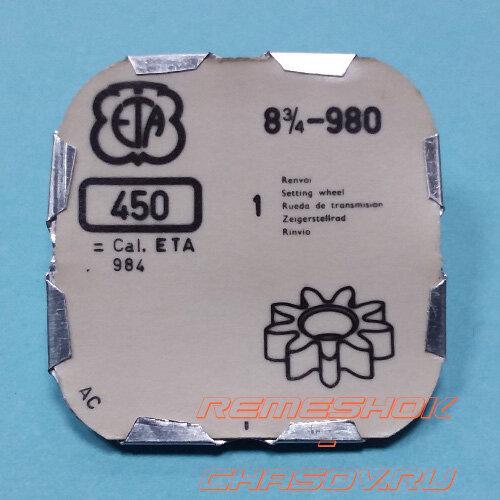 ETA
8¾-980
450
= Cal. ETA
984
1
Renvoi
Setting wheel
Rueda de transmision
Zeigerstellrad
Rinvio
AC
REMESHOK
-
CHASOV.RU